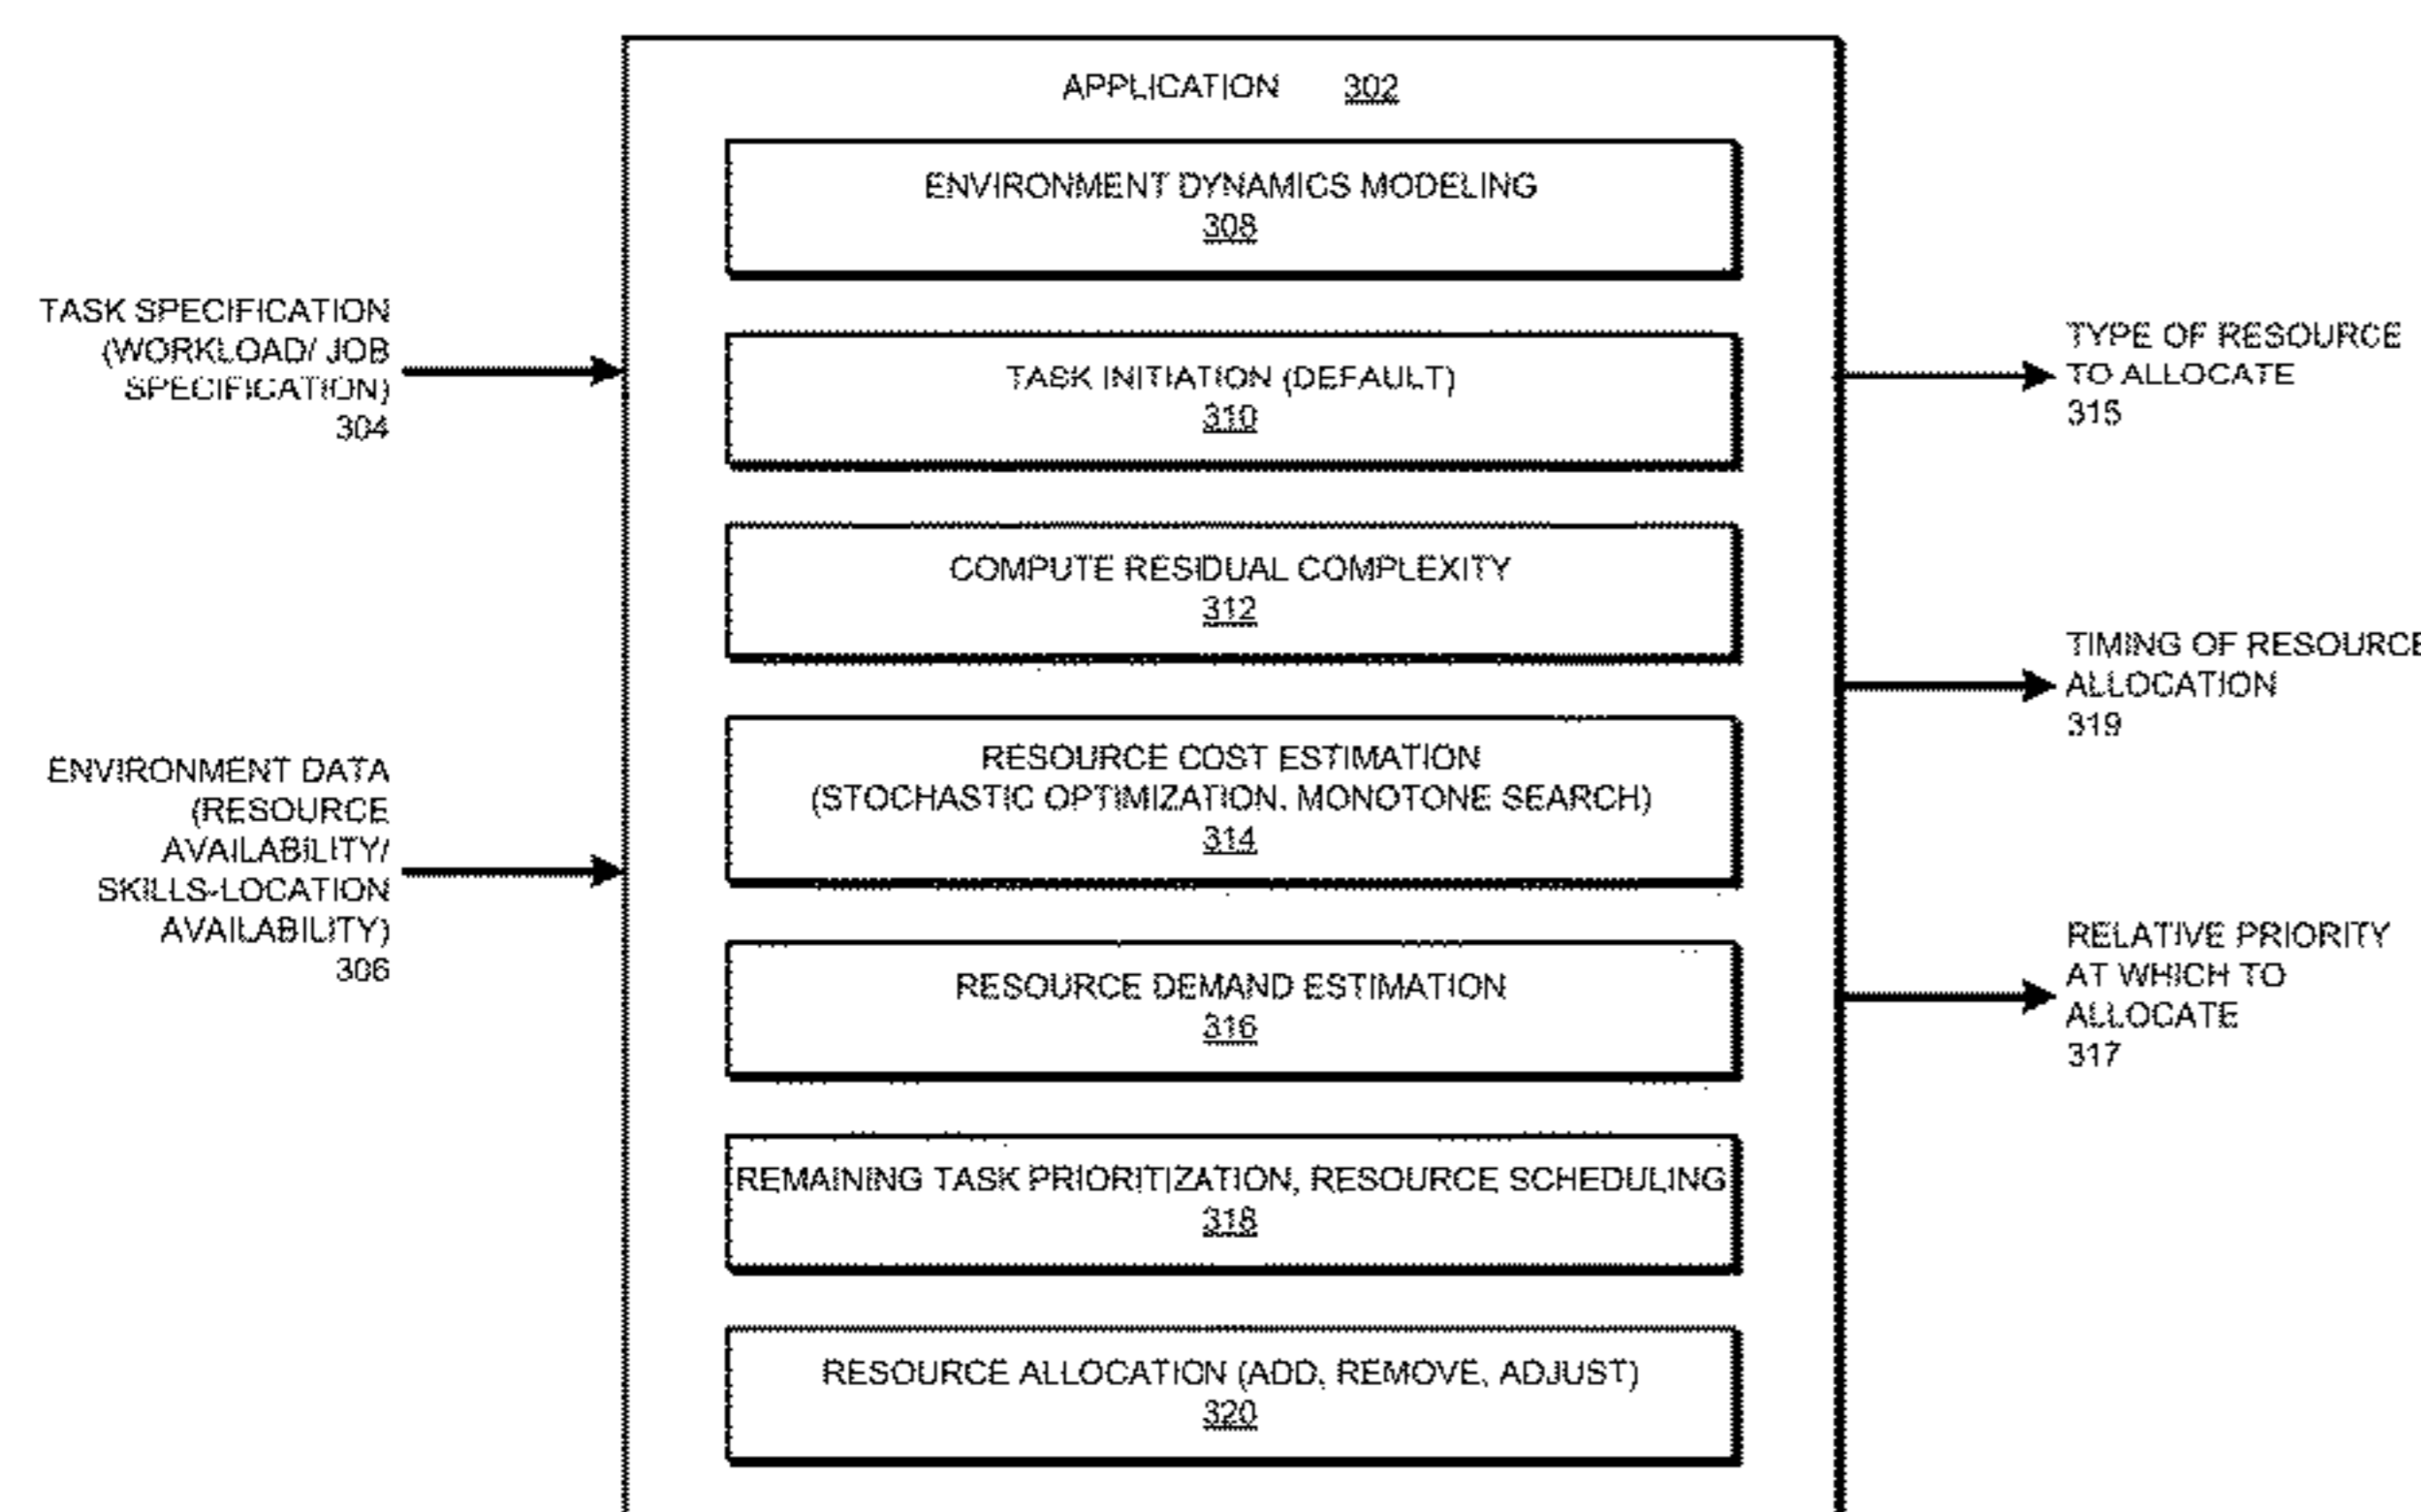 APPLICATION 302
ENVIRONMENT DYNAMICS MODELING
308
TASK SPECIFICATION
(WORKLOAD/ JOB
SPECIFICATION)
304
TASK INITIATION (DEFAULT)
310
TYPE OF RESOURCE
TO ALLOCATE
315
COMPUTE RESIDUAL COMPLEXITY
312
TIMING OF RESOURCE
ALLOCATION
319
ENVIRONMENT DATA
(RESOURCE
AVAILABILITY/
SKILLS-LOCATION
AVAILABILITY)
306
RESOURCE COST ESTIMATION
(STOCHASTIC OPTIMIZATION, MONOTONE SEARCH)
314
RESOURCE DEMAND ESTIMATION
316
RELATIVE PRIORITY
AT WHICH TO
ALLOCATE
317
REMAINING TASK PRIORITIZATION, RESOURCE SCHEDULING
318
RESOURCE ALLOCATION (ADD, REMOVE, ADJUST)
320